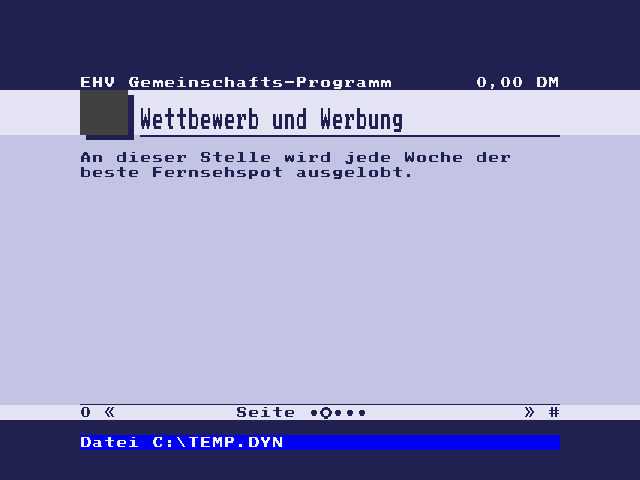 EHV Gemeinschafts-Programm 0,00 DM
Wettbewerb und Werbung
An dieser Stelle wird jede Woche der
beste Fernsehspot ausgelobt.
0 « Seite •O••• » #
Datei C:\TEMP.DYN